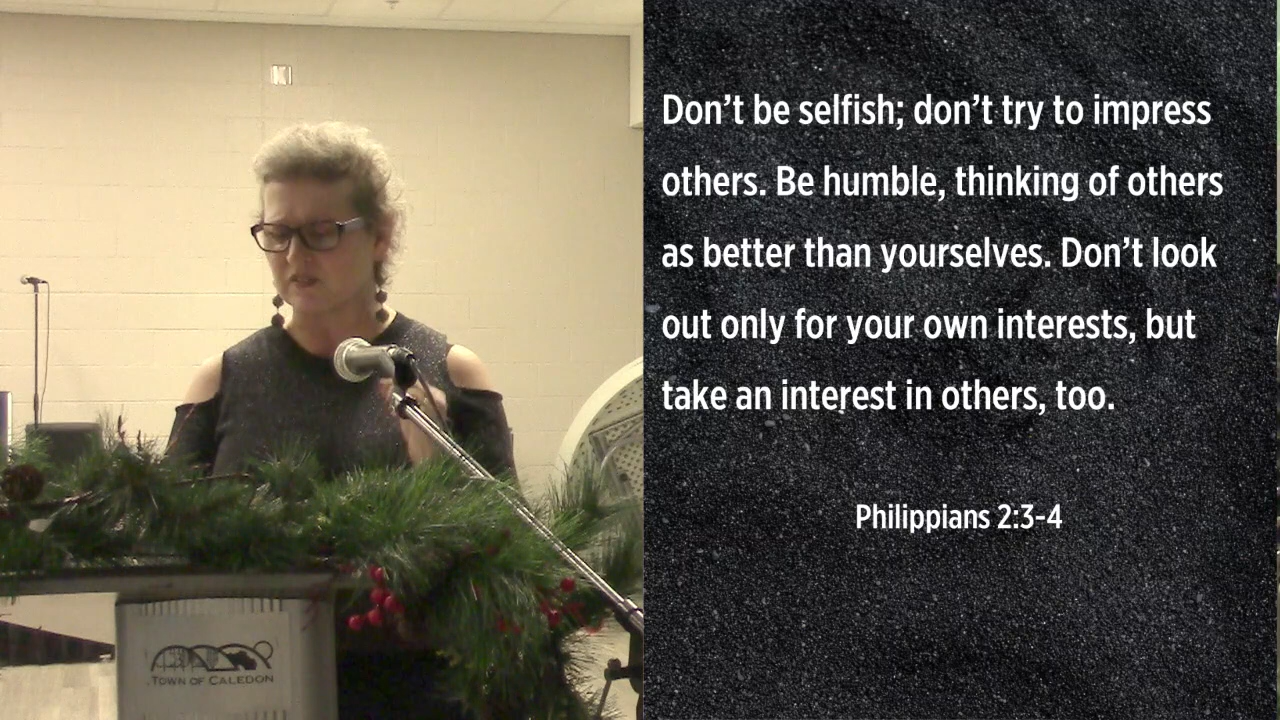 Don’t be selfish; don’t try to impress
others. Be humble, thinking of others
as better than yourselves. Don’t look
out only for your own interests, but
take an interest in others, too.
Philippians 2:3-4
TOWN OF CALEDON